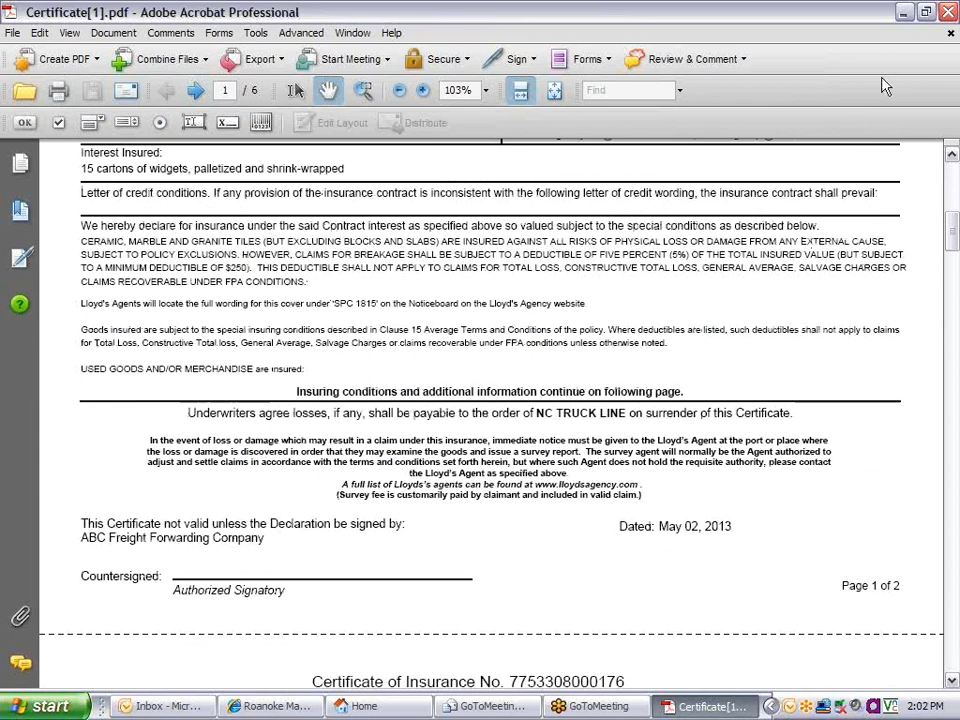 Certificate[1].pdf - Adobe Acrobat Professional
File Edit View Document Comments Forms Tools Advanced Window Help
Create PDF Combine Files Export Start Meeting Secure Sign Forms Review & Comment
1 / 6 103% Find
OK Edit Layout Distribute
Interest Insured:
15 cartons of widgets, palletized and shrink-wrapped
Letter of credit conditions. If any provision of the insurance contract is inconsistent with the following letter of credit wording, the insurance contract shall prevail:
We hereby declare for insurance under the said Contract interest as specified above so valued subject to the special conditions as described below.
CERAMIC, MARBLE AND GRANITE TILES (BUT EXCLUDING BLOCKS AND SLABS) ARE INSURED AGAINST ALL RISKS OF PHYSICAL LOSS OR DAMAGE FROM ANY EXTERNAL CAUSE,
SUBJECT TO POLICY EXCLUSIONS. HOWEVER, CLAIMS FOR BREAKAGE SHALL BE SUBJECT TO A DEDUCTIBLE OF FIVE PERCENT (5%) OF THE TOTAL INSURED VALUE (BUT SUBJECT
TO A MINIMUM DEDUCTIBLE OF $250). THIS DEDUCTIBLE SHALL NOT APPLY TO CLAIMS FOR TOTAL LOSS, CONSTRUCTIVE TOTAL LOSS, GENERAL AVERAGE, SALVAGE CHARGES OR
CLAIMS RECOVERABLE UNDER FPA CONDITIONS.
Lloyd's Agents will locate the full wording for this cover under 'SPC 1815' on the Noticeboard on the Lloyd's Agency website
Goods insured are subject to the special insuring conditions described in Clause 15 Average Terms and Conditions of the policy. Where deductibles are listed, such deductibles shall not apply to claims
for Total Loss, Constructive Total loss, General Average, Salvage Charges or claims recoverable under FPA conditions unless otherwise noted.
USED GOODS AND/OR MERCHANDISE are insured:
Insuring conditions and additional information continue on following page.
Underwriters agree losses, if any, shall be payable to the order of NC TRUCK LINE on surrender of this Certificate.
In the event of loss or damage which may result in a claim under this insurance, immediate notice must be given to the Lloyd's Agent at the port or place where
the loss or damage is discovered in order that they may examine the goods and issue a survey report. The survey agent will normally be the Agent authorized to
adjust and settle claims in accordance with the terms and conditions set forth herein, but where such Agent does not hold the requisite authority, please contact
the Lloyd's Agent as specified above.
A full list of Lloyds's agents can be found at www.lloydsagency.com .
(Survey fee is customarily paid by claimant and included in valid claim.)
This Certificate not valid unless the Declaration be signed by:
ABC Freight Forwarding Company
Dated: May 02, 2013
Countersigned:
Authorized Signatory
Page 1 of 2
Certificate of Insurance No. 7753308000176
start Inbox - Micr... Roanoke Ma... Home GoToMeetin... GoToMeeting Certificate[1... 2:02 PM